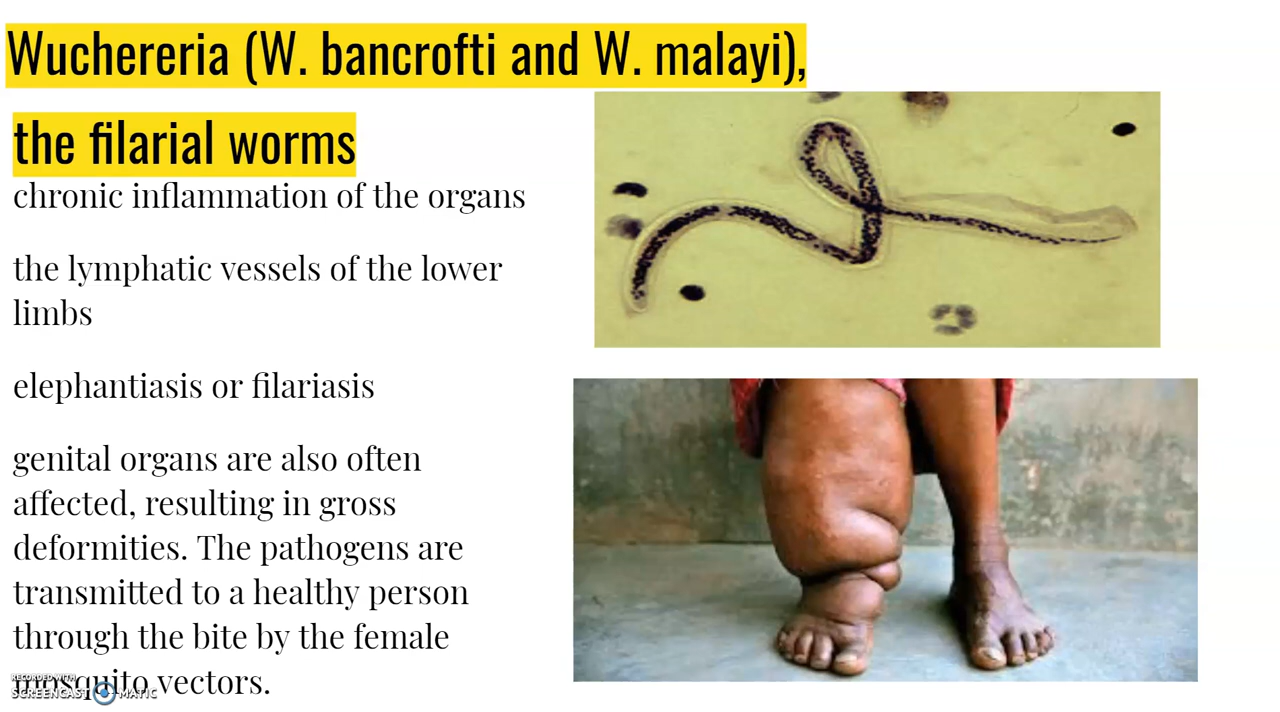 Wuchereria (W. bancrofti and W. malayi),
the filarial worms
chronic inflammation of the organs
the lymphatic vessels of the lower
limbs
elephantiasis or filariasis
genital organs are also often
affected, resulting in gross
deformities. The pathogens are
transmitted to a healthy person
through the bite by the female
mosquito vectors.
RECORDED WITH
SCREENCAST MATIC